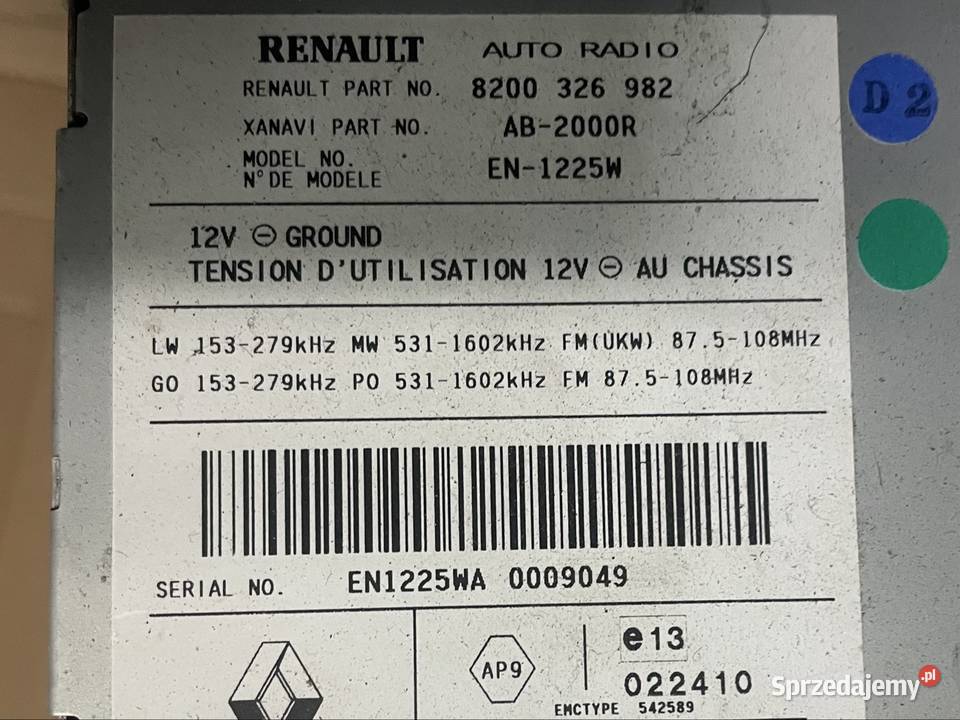 RENAULT AUTO RADIO
RENAULT PART NO. 8200 326 982
XANAVI PART NO. AB-2000R
MODEL NO.
N° DE MODELE EN-1225W
D 2
12V ⊖ GROUND
TENSION D'UTILISATION 12V ⊖ AU CHASSIS
LW 153-279kHz MW 531-1602kHz FM(UKW) 87.5-108MHz
GO 153-279kHz PO 531-1602kHz FM 87.5-108MHz
SERIAL NO. EN1225WA 0009049
AP9
e13
022410
EMCTYPE 542589
Sprzedajemy.pl